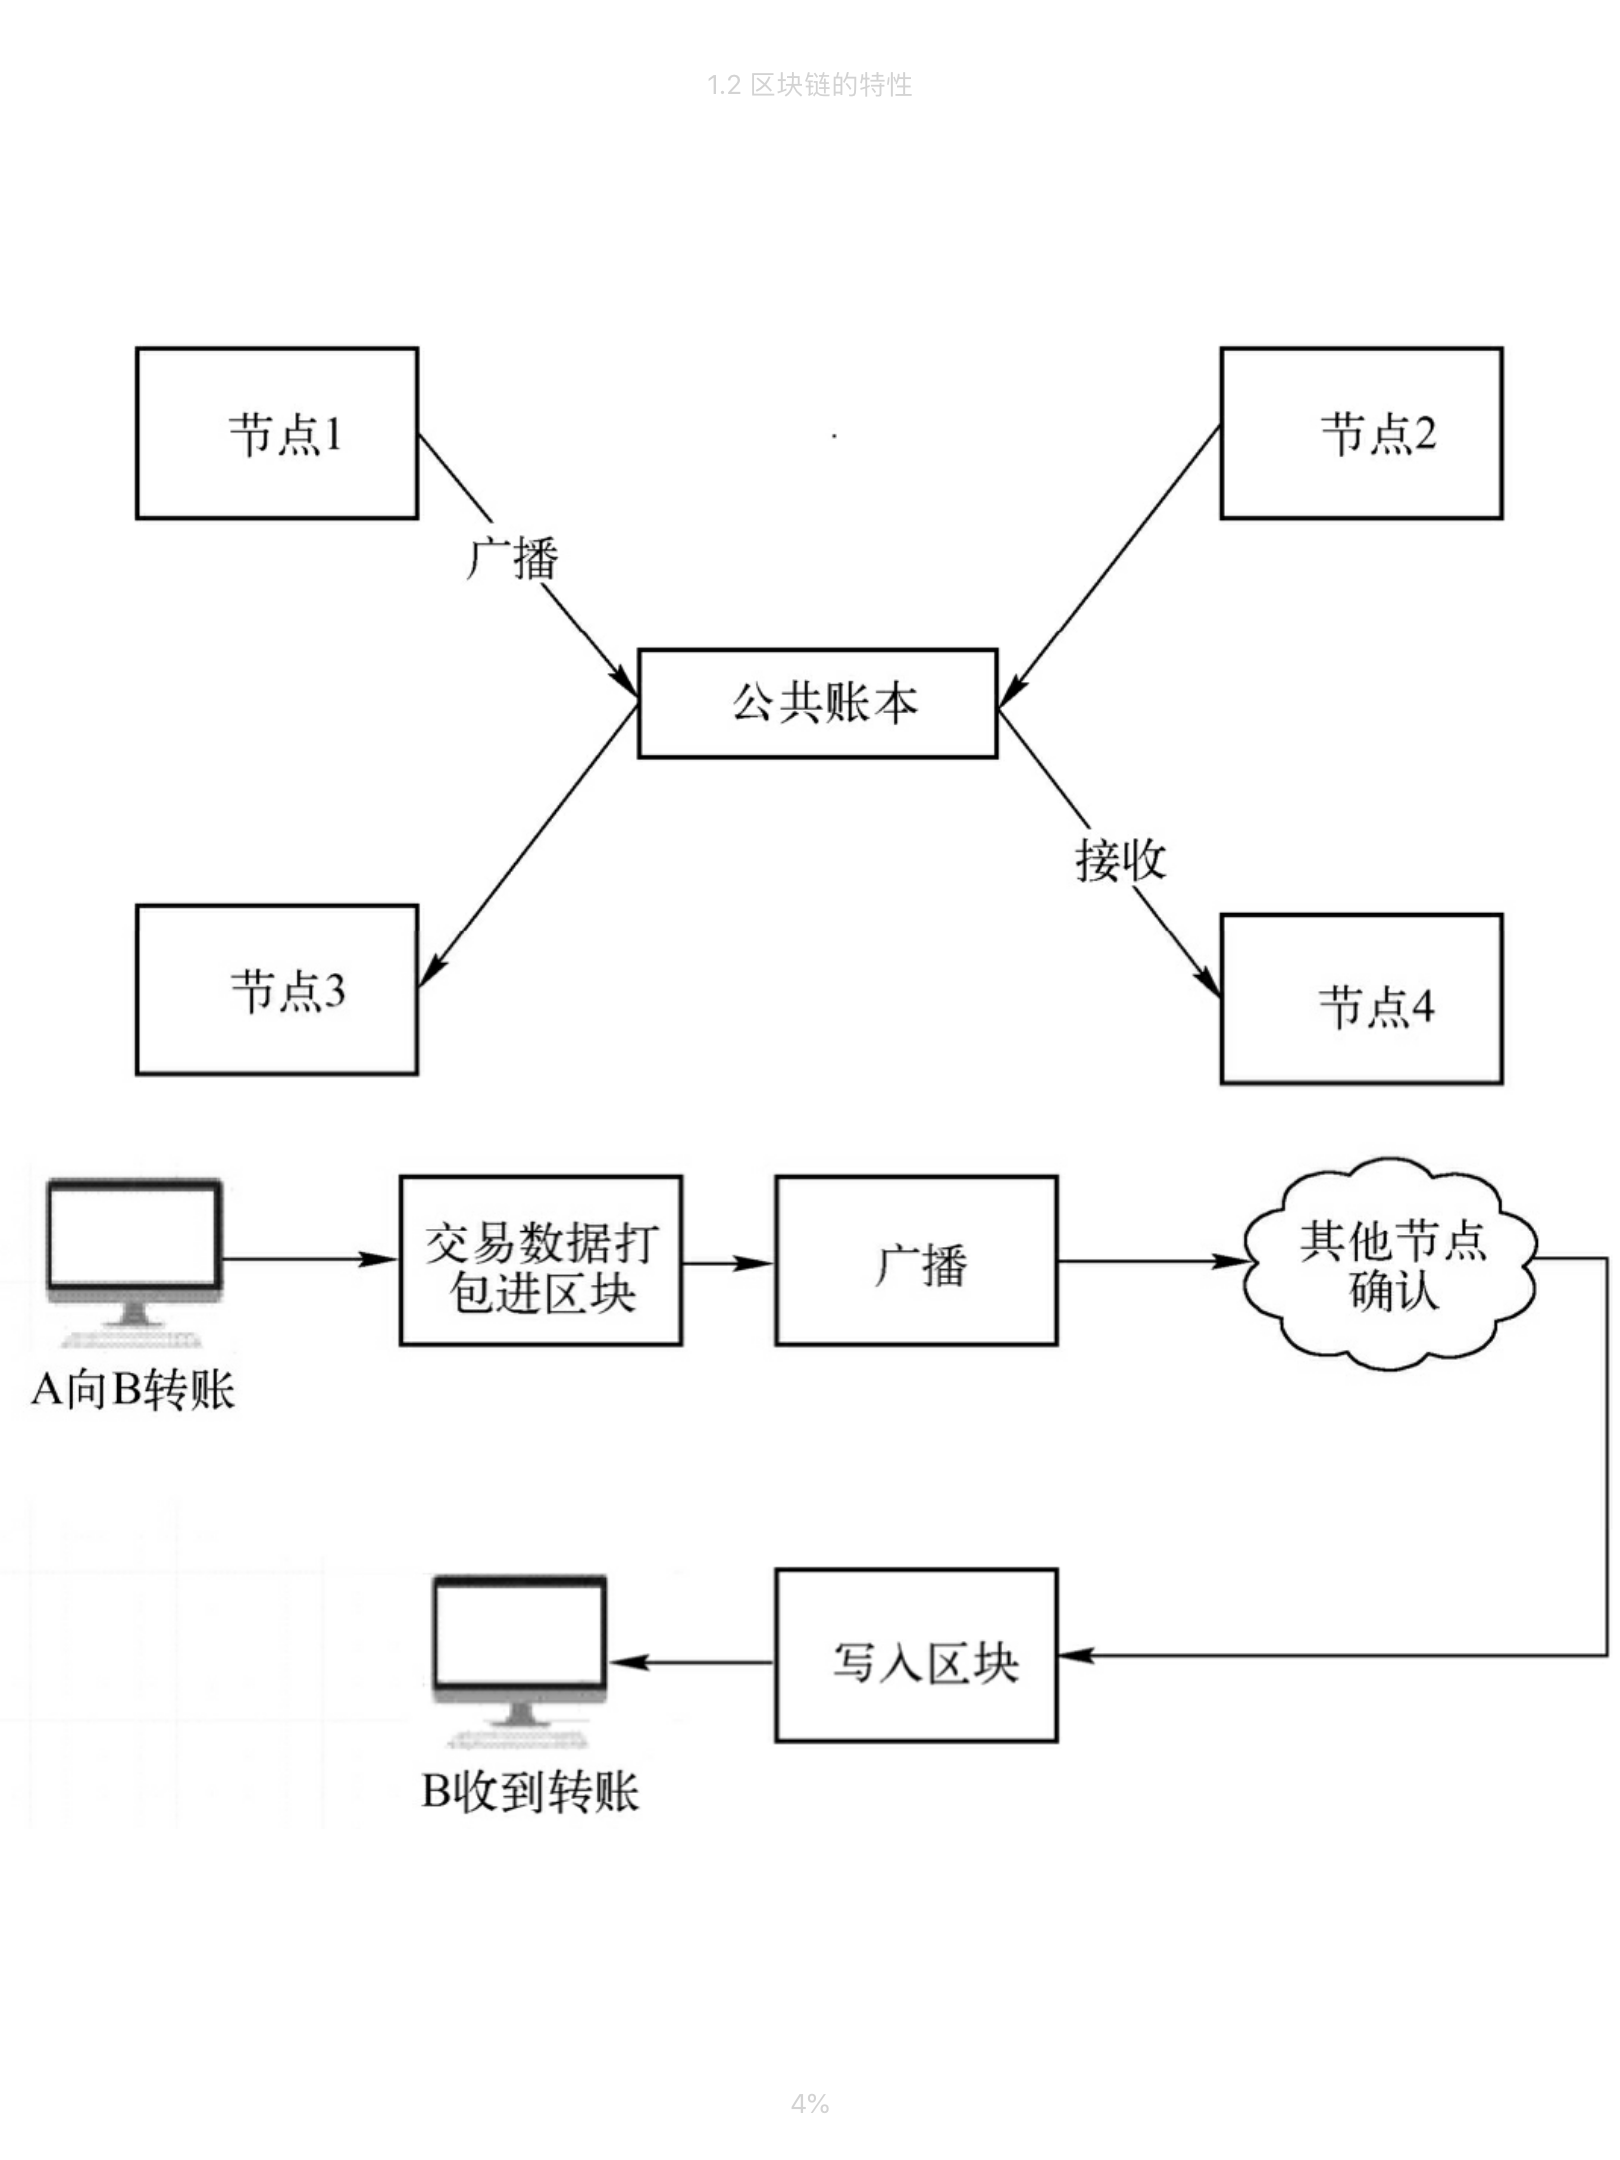 1.2 区块链的特性
节点1
节点2
广播
公共账本
接收
节点3
节点4
交易数据打
包进区块
广播
其他节点
确认
A向B转账
写入区块
B收到转账
4%